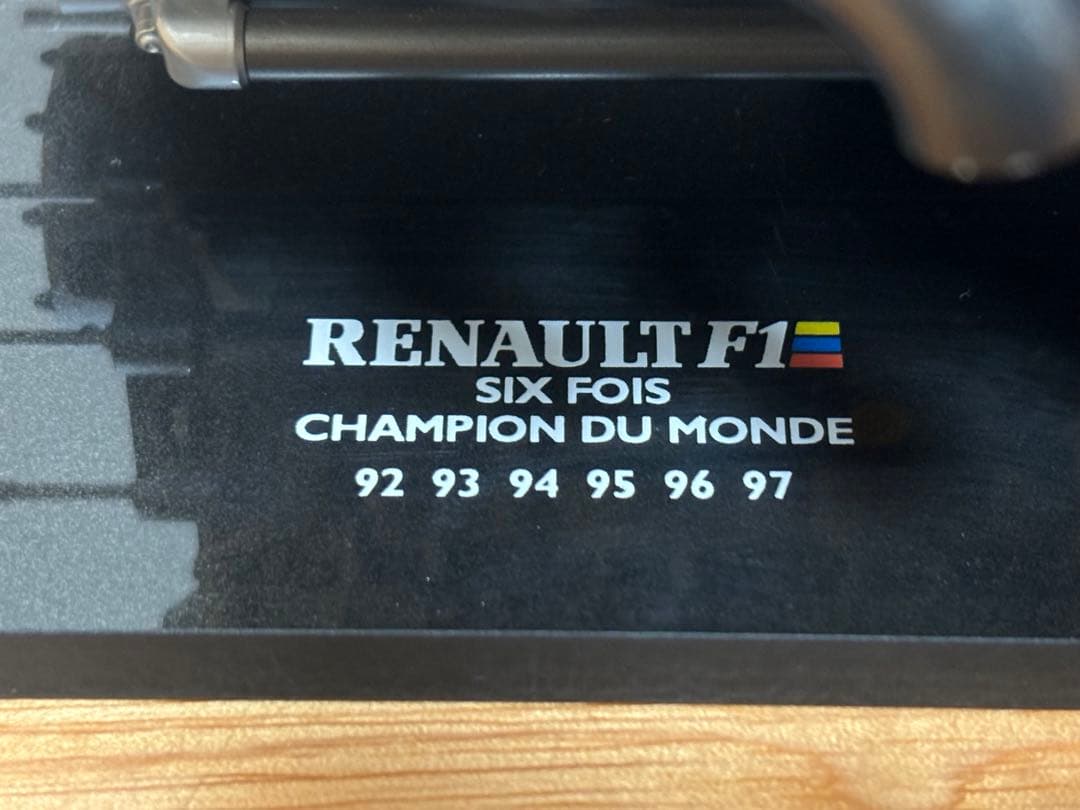 RENAULT F1
SIX FOIS
CHAMPION DU MONDE
92 93 94 95 96 97